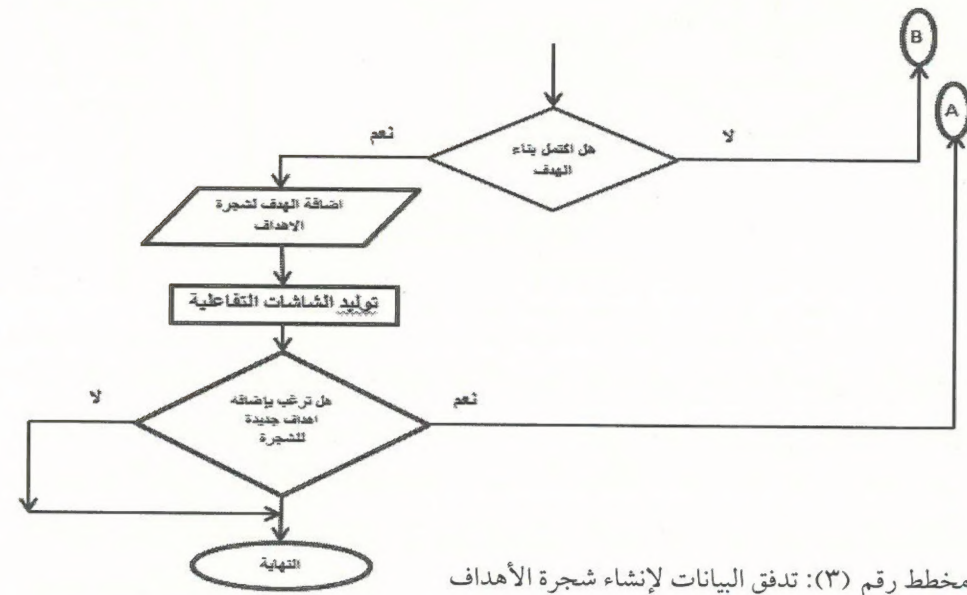 B
A
نعم
لا
هل اكتمل بناء
الهدف
اضافة الهدف لشجرة
الاهداف
توليد الشاشات التفاعلية
لا
نعم
هل ترغب بإضافه
اهداف جديدة
للشجرة
النهاية
مخطط رقم (٣): تدفق البيانات لإنشاء شجرة الأهداف